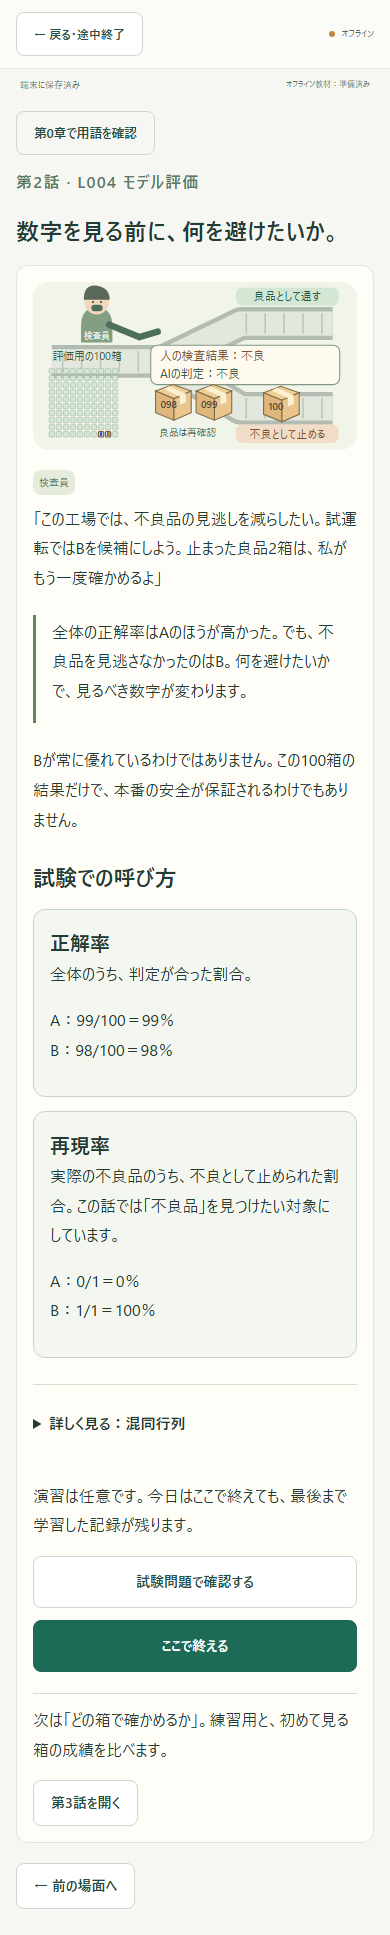 ← 戻る・途中終了
オフライン
端末に保存済み
オフライン教材：準備済み
第0章で用語を確認
第2話 · L004 モデル評価
数字を見る前に、何を避けたいか。
良品として通す
検査員
評価用の100箱
人の検査結果：不良
AIの判定：不良
098
099
100
良品は再確認
不良として止める
検査員
「この工場では、不良品の見逃しを減らしたい。試運
転ではBを候補にしよう。止まった良品2箱は、私が
もう一度確かめるよ」
全体の正解率はAのほうが高かった。でも、不
良品を見逃さなかったのはB。何を避けたいか
で、見るべき数字が変わります。
Bが常に優れているわけではありません。この100箱の
結果だけで、本番の安全が保証されるわけでもあり
ません。
試験での呼び方
正解率
全体のうち、判定が合った割合。
A：99/100＝99％
B：98/100＝98％
再現率
実際の不良品のうち、不良として止められた割
合。この話では「不良品」を見つけたい対象に
しています。
A：0/1＝0％
B：1/1＝100％
▶ 詳しく見る：混同行列
演習は任意です。今日はここで終えても、最後まで
学習した記録が残ります。
試験問題で確認する
ここで終える
次は「どの箱で確かめるか」。練習用と、初めて見る
箱の成績を比べます。
第3話を開く
← 前の場面へ